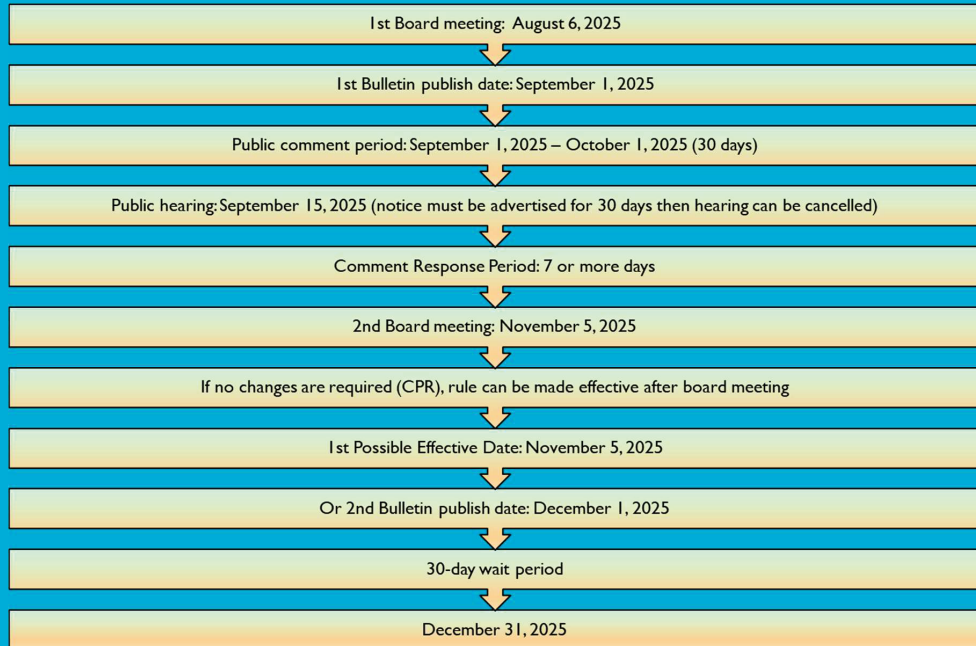 1st Board meeting: August 6, 2025
1st Bulletin publish date: September 1, 2025
Public comment period: September 1, 2025 – October 1, 2025 (30 days)
Public hearing: September 15, 2025 (notice must be advertised for 30 days then hearing can be cancelled)
Comment Response Period: 7 or more days
2nd Board meeting: November 5, 2025
If no changes are required (CPR), rule can be made effective after board meeting
1st Possible Effective Date: November 5, 2025
Or 2nd Bulletin publish date: December 1, 2025
30-day wait period
December 31, 2025